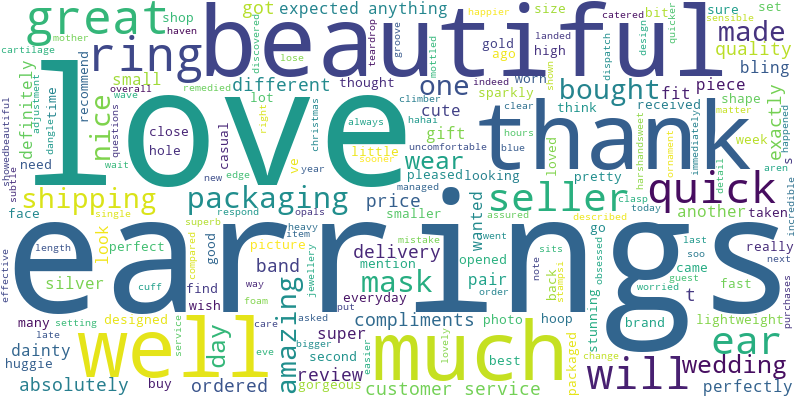 great
shop
got
expected anything
happier
catered
size
bit
sure
sensible
set
mother
haven
beautiful
ring
made
cartilage
recommend
definitely
adjustment
dangle
time
nice
small
overall
questions
wave
love
discovered
lose
different
lot
remedied
teardrop
groove
ago
gold
high
landed
indeed
dispatch
design
quicker
quality
bling
mottled
thought
worn
sparkly
shown
one
bought
fit
piece
climber
cute
clear
think
received
shape
matter
exactly
happened
showedbeautiful
subtle
need
wait
close
hole
casual
right
christmas
always
haha!
gift
hours
uncomfortable
blue
thank
loved
harshandsweet
ornament
immediately
week
aren
s
ve
little
wear
pleased
looking
pretty
detail
face
shipping
new
edge
packaging
year
sooner
price
managed
smaller
wanted
seller
clasp
today
quick
another
taken
incredible
single
superb
respond
opals
heavy
item
assured
described
go
last
really
next
earrings
effective
length
look
perfect
compared
good
picture
band
jewellery
delivery
mistake
opened
went
sits
obsessed
soo
came
guest
silver
cuff
find
wish
way
foam
mention
mask
everyday
pair
order
note
back
stampsi
stunning
worried
t
fast
purchases
many
setting
late
designed
day
care
asked
put
compliments
photo
hoop
brand
lightweight
dainty
huggie
well
service
eve
amazing
bigger
super
second
easier
much
lovely
best
packaged
change
ear
will
wedding
absolutely
buy
ordered
gorgeous
review
customer service
perfectly